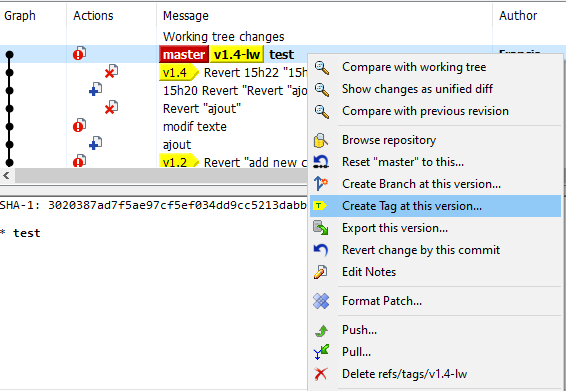 Graph Actions Message Author
Working tree changes
master v1.4-lw test
v1.4 Revert 15h22 "15h
15h20 Revert "Revert "ajo
Revert "ajout"
modif texte
ajout
v1.2 Revert "add new c
SHA-1: 3020387ad7f5ae97cf5ef034dd9cc5213dabb
* test
Compare with working tree
Show changes as unified diff
Compare with previous revision
Browse repository
Reset "master" to this...
Create Branch at this version...
T Create Tag at this version...
Export this version...
Revert change by this commit
Edit Notes
Format Patch...
Push...
Pull...
Delete refs/tags/v1.4-lw